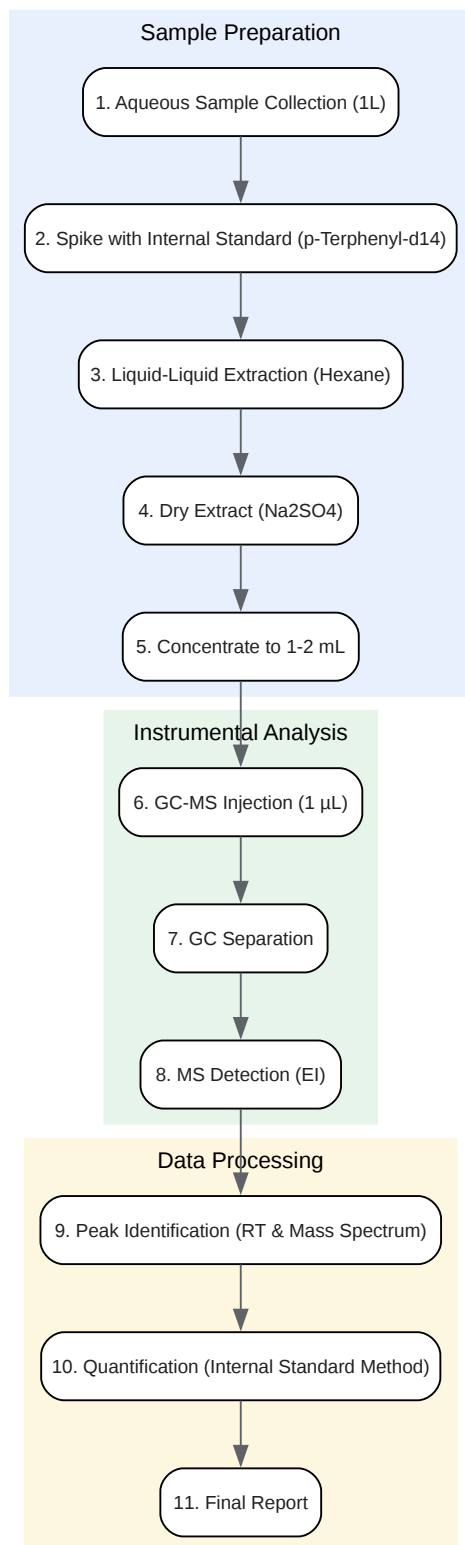 Sample Preparation
1. Aqueous Sample Collection (1L)
2. Spike with Internal Standard (p-Terphenyl-d14)
3. Liquid-Liquid Extraction (Hexane)
4. Dry Extract (Na2SO4)
5. Concentrate to 1-2 mL
Instrumental Analysis
6. GC-MS Injection (1 µL)
7. GC Separation
8. MS Detection (EI)
Data Processing
9. Peak Identification (RT & Mass Spectrum)
10. Quantification (Internal Standard Method)
11. Final Report